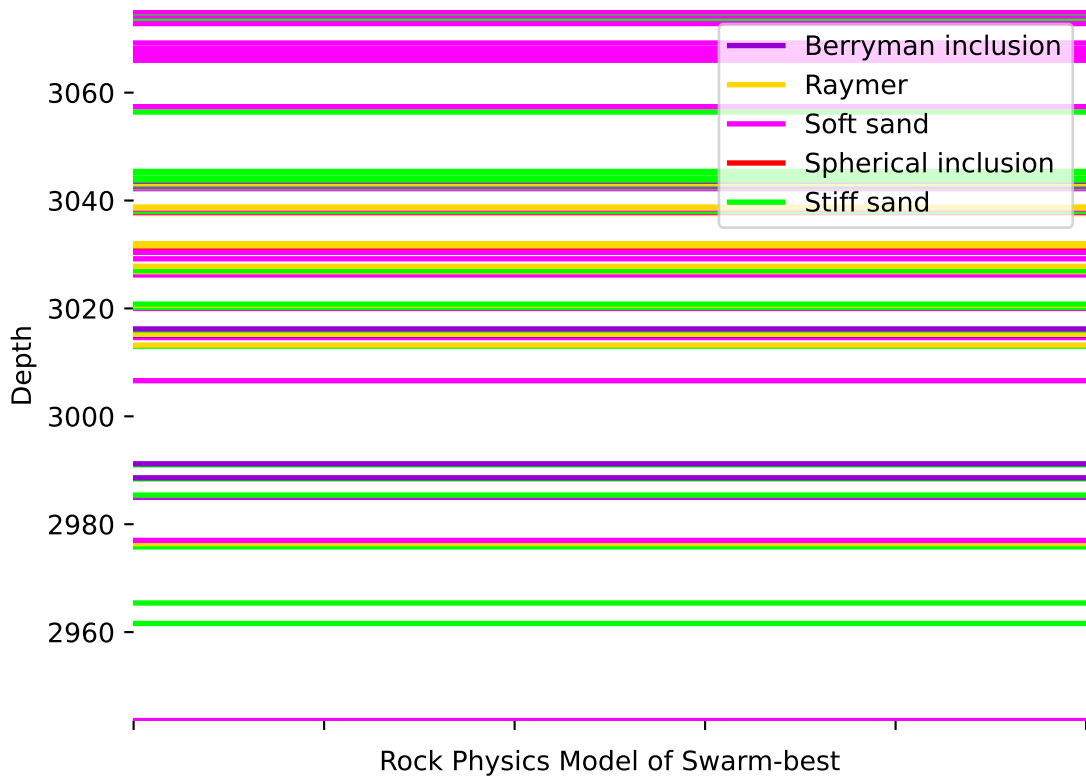 Berryman inclusion
Raymer
Soft sand
Spherical inclusion
Stiff sand
3060
3040
3020
3000
2980
2960
Depth
Rock Physics Model of Swarm-best